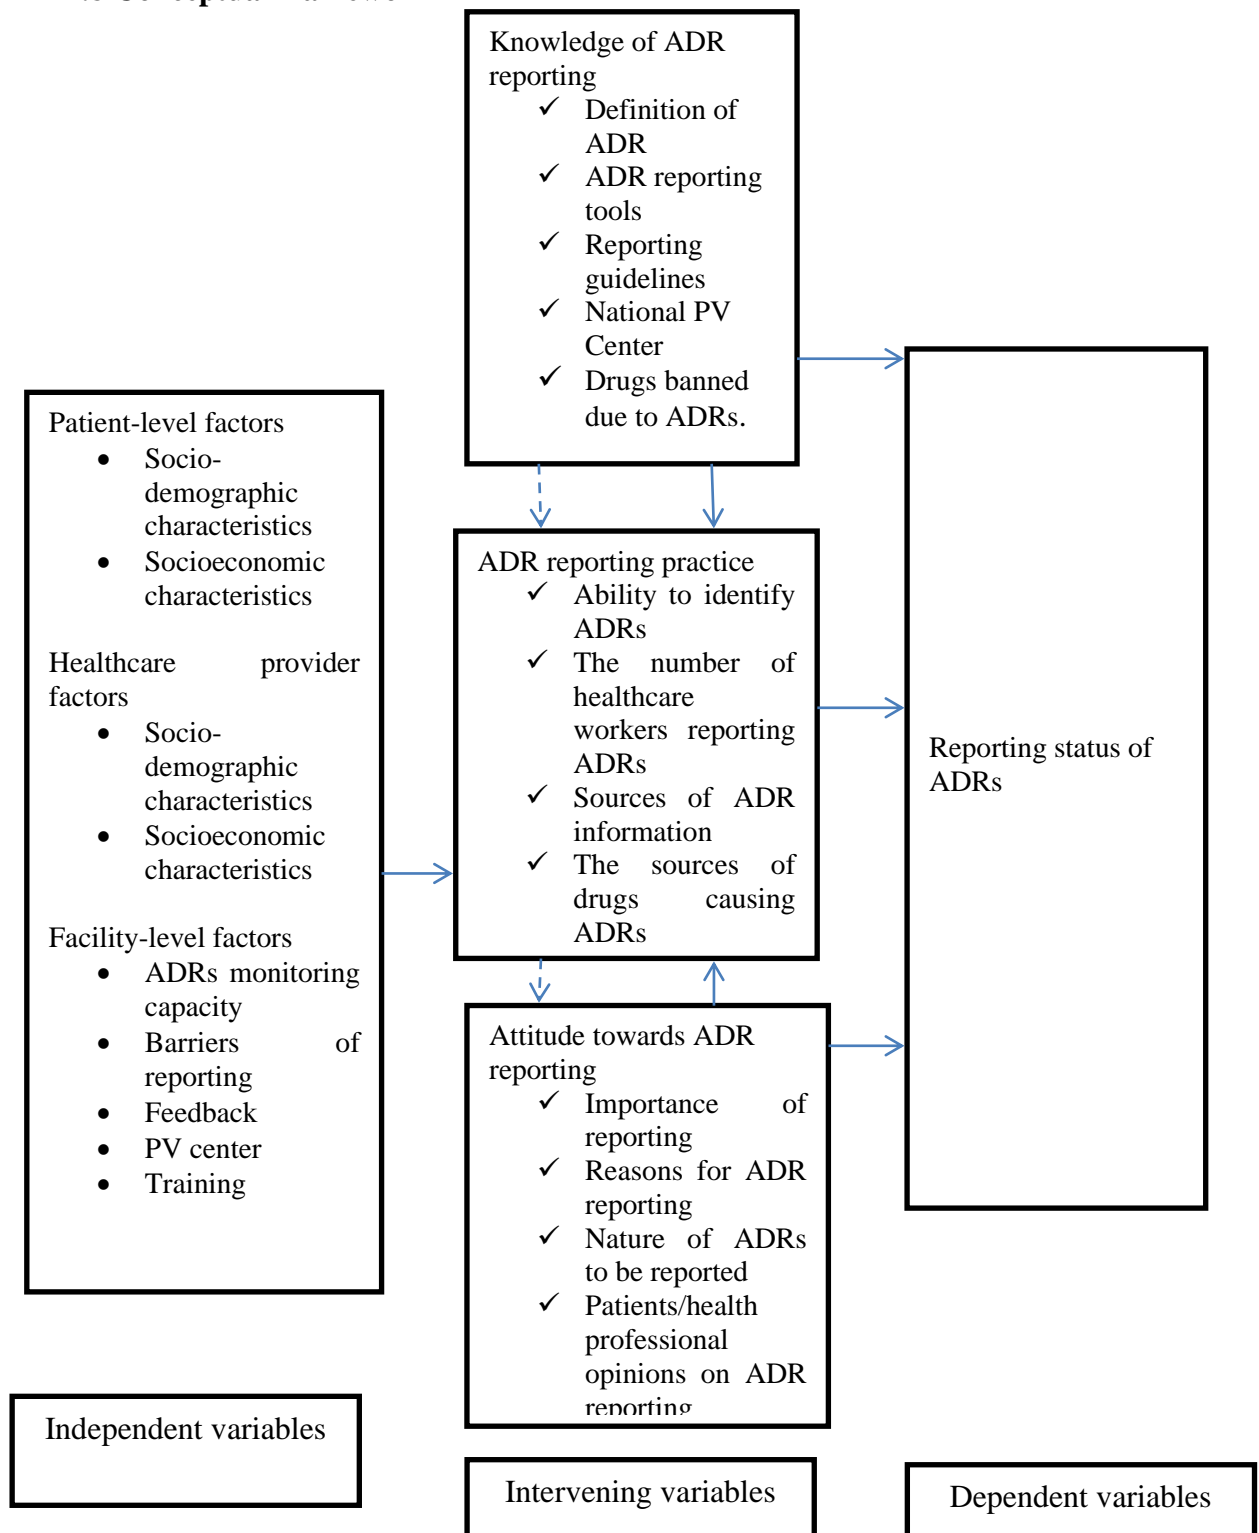 Knowledge of ADR
reporting
✓ Definition of
ADR
✓ ADR reporting
tools
✓ Reporting
guidelines
✓ National PV
Center
✓ Drugs banned
due to ADRs.
Patient-level factors
• Socio-
demographic
characteristics
• Socioeconomic
characteristics
Healthcare provider
factors
• Socio-
demographic
characteristics
• Socioeconomic
characteristics
Facility-level factors
• ADRs monitoring
capacity
• Barriers of
reporting
• Feedback
• PV center
• Training
ADR reporting practice
✓ Ability to identify
ADRs
✓ The number of
healthcare
workers reporting
ADRs
✓ Sources of ADR
information
✓ The sources of
drugs causing
ADRs
Attitude towards ADR
reporting
✓ Importance of
reporting
✓ Reasons for ADR
reporting
✓ Nature of ADRs
to be reported
✓ Patients/health
professional
opinions on ADR
reporting
Reporting status of
ADRs
Independent variables
Intervening variables
Dependent variables